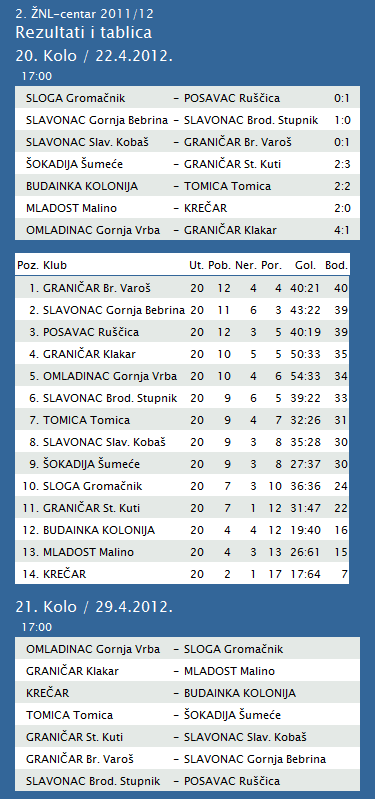 2. ŽNL-centar 2011/12
Rezultati i tablica
20. Kolo / 22.4.2012.
17:00
SLOGA Gromačnik - POSAVAC Ruščica 0:1
SLAVONAC Gornja Bebrina - SLAVONAC Brod. Stupnik 1:0
SLAVONAC Slav. Kobaš - GRANIČAR Br. Varoš 0:1
ŠOKADIJA Šumeće - GRANIČAR St. Kuti 2:3
BUDAINKA KOLONIJA - TOMICA Tomica 2:2
MLADOST Malino - KREČAR 2:0
OMLADINAC Gornja Vrba - GRANIČAR Klakar 4:1
Poz. Klub Ut. Pob. Ner. Por. Gol. Bod.
1. GRANIČAR Br. Varoš 20 12 4 4 40:21 40
2. SLAVONAC Gornja Bebrina 20 11 6 3 43:22 39
3. POSAVAC Ruščica 20 12 3 5 40:19 39
4. GRANIČAR Klakar 20 10 5 5 50:33 35
5. OMLADINAC Gornja Vrba 20 10 4 6 54:33 34
6. SLAVONAC Brod. Stupnik 20 9 6 5 39:22 33
7. TOMICA Tomica 20 9 4 7 32:26 31
8. SLAVONAC Slav. Kobaš 20 9 3 8 35:28 30
9. ŠOKADIJA Šumeće 20 9 3 8 27:37 30
10. SLOGA Gromačnik 20 7 3 10 36:36 24
11. GRANIČAR St. Kuti 20 7 1 12 31:47 22
12. BUDAINKA KOLONIJA 20 4 4 12 19:40 16
13. MLADOST Malino 20 4 3 13 26:61 15
14. KREČAR 20 2 1 17 17:64 7
21. Kolo / 29.4.2012.
17:00
OMLADINAC Gornja Vrba - SLOGA Gromačnik
GRANIČAR Klakar - MLADOST Malino
KREČAR - BUDAINKA KOLONIJA
TOMICA Tomica - ŠOKADIJA Šumeće
GRANIČAR St. Kuti - SLAVONAC Slav. Kobaš
GRANIČAR Br. Varoš - SLAVONAC Gornja Bebrina
SLAVONAC Brod. Stupnik - POSAVAC Ruščica